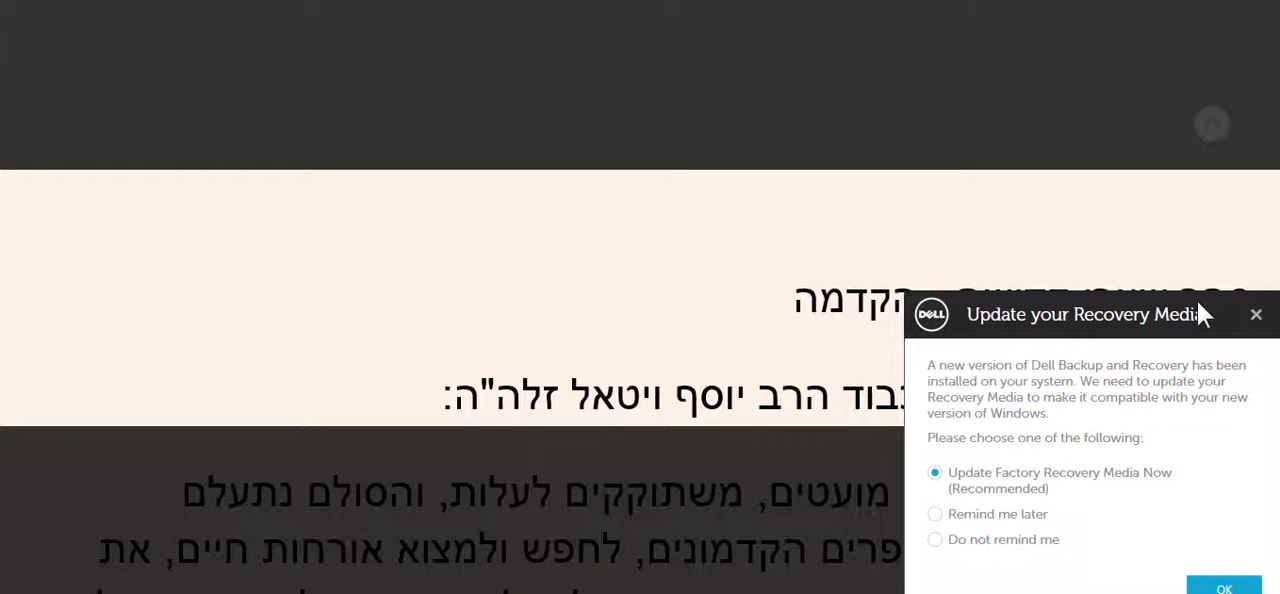 הקדמה
כבוד הרב יוסף ויטאל זלה"ה:
מועטים, משתוקקים לעלות, והסולם נתעלם
הקדמונים, לחפש ולמצוא אורחות חיים, את
DELL
Update your Recovery Media
A new version of Dell Backup and Recovery has been
installed on your system. We need to update your
Recovery Media to make it compatible with your new
version of Windows.
Please choose one of the following:
Update Factory Recovery Media Now
(Recommended)
Remind me later
Do not remind me
OK